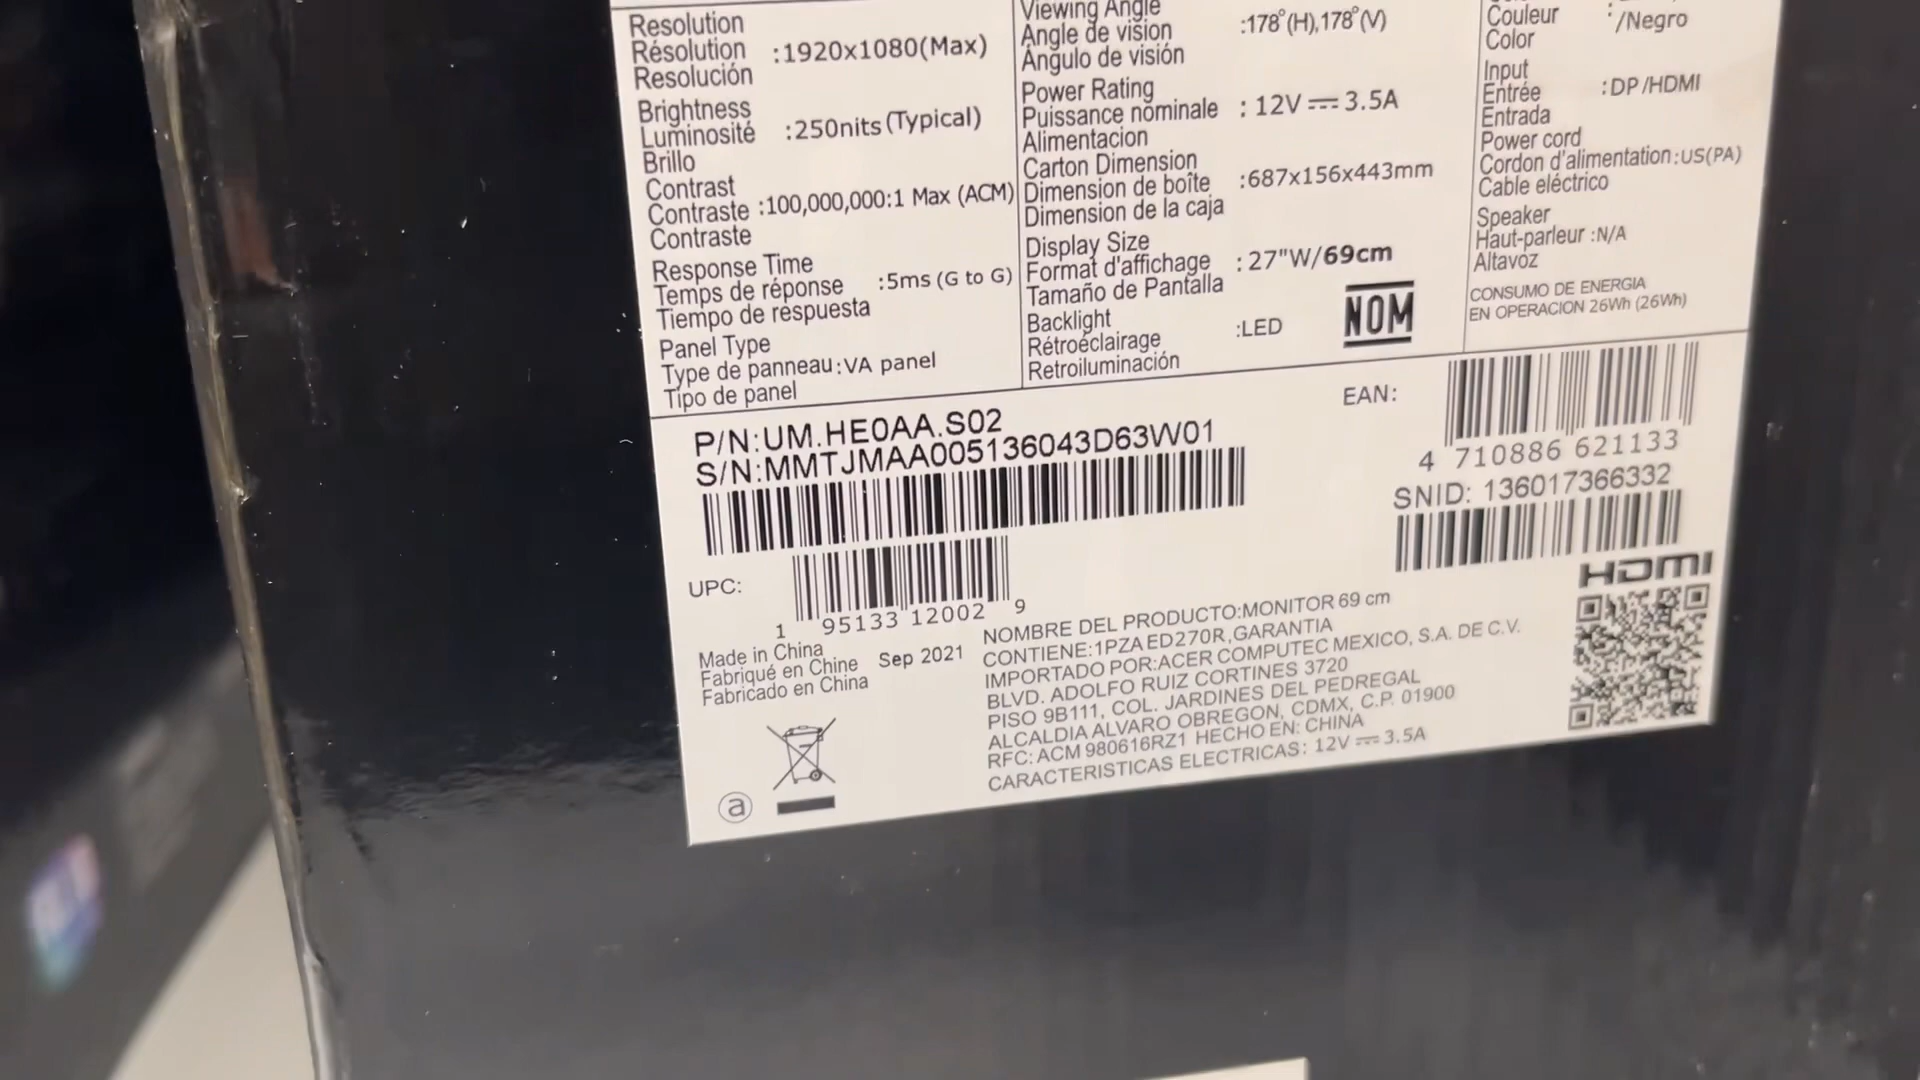 Resolution
Résolution :1920x1080(Max)
Resolución
Brightness
Luminosité :250nits(Typical)
Brillo
Contrast
Contraste :100,000,000:1 Max (ACM)
Contraste
Response Time
Temps de réponse :5ms (G to G)
Tiempo de respuesta
Panel Type
Type de panneau:VA panel
Tipo de panel
Viewing Angle
Angle de vision :178°(H),178°(V)
Ángulo de visión
Power Rating
Puissance nominale : 12V⎓3.5A
Alimentacion
Carton Dimension
Dimension de boîte :687x156x443mm
Dimension de la caja
Display Size
Format d'affichage : 27"W/69cm
Tamaño de Pantalla
Backlight
Rétroéclairage :LED
Retroiluminación
NOM
Couleur : /Negro
Color
Input
Entrée :DP/HDMI
Entrada
Power cord
Cordon d'alimentation:US(PA)
Cable eléctrico
Speaker
Haut-parleur :N/A
Altavoz
CONSUMO DE ENERGIA
EN OPERACION 26Wh (26Wh)
P/N:UM.HE0AA.S02
S/N:MMTJMAA005136043D63W01
EAN:
4 710886 621133
SNID: 136017366332
UPC:
1 95133 12002 9
HDMI
Made in China
Fabriqué en Chine Sep 2021
Fabricado en China
NOMBRE DEL PRODUCTO:MONITOR 69 cm
CONTIENE:1PZA ED270R,GARANTIA
IMPORTADO POR:ACER COMPUTEC MEXICO, S.A. DE C.V.
BLVD. ADOLFO RUIZ CORTINES 3720
PISO 9B111, COL. JARDINES DEL PEDREGAL
ALCALDIA ALVARO OBREGON, CDMX, C.P. 01900
RFC: ACM 980616RZ1 HECHO EN: CHINA
CARACTERISTICAS ELECTRICAS: 12V⎓3.5A
a